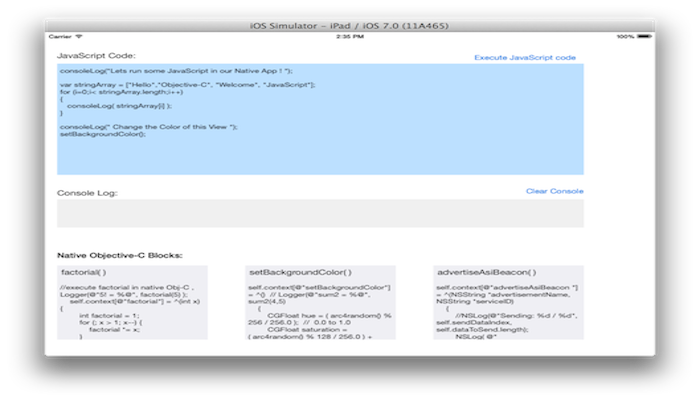 iOS Simulator – iPad / iOS 7.0 (11A465)
Carrier 2:35 PM 100%
JavaScript Code: Execute JavaScript code
consoleLog("Lets run some JavaScript in our Native App ! ");
var stringArray = ["Hello","Objective-C", "Welcome", "JavaScript"];
for (i=0;i< stringArray.length;i++)
{
consoleLog( stringArray[i] );
}
consoleLog(" Change the Color of this View ");
setBackgroundColor();
Console Log: Clear Console
Native Objective-C Blocks:
factorial( )
//execute factorial in native Obj-C ,
Logger(@"5! = %@", factorial(5) );
self.context[@"factorial"] = ^(int x)
{
int factorial = 1;
for (; x > 1; x--) {
factorial *= x;
}
setBackgroundColor( )
self.context[@"setBackgroundColor"]
= ^() // Logger(@"sum2 = %@",
sum2(4,5)
{
CGFloat hue = ( arc4random() %
256 / 256.0 ); // 0.0 to 1.0
CGFloat saturation =
( arc4random() % 128 / 256.0 ) +
advertiseAsiBeacon( )
self.context[@"advertiseAsiBeacon "]
= ^(NSString *advertisementName,
NSString *serviceID)
{
//NSLog(@"Sending: %d / %d",
self.sendDataIndex,
self.dataToSend.length);
NSLog( @"